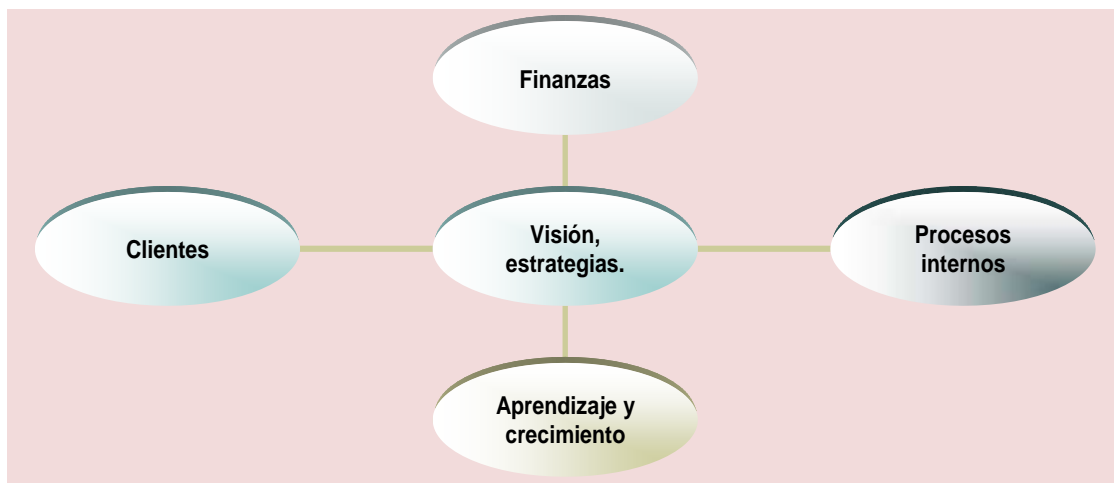 Finanzas
Clientes
Visión,
estrategias.
Procesos
internos
Aprendizaje y
crecimiento